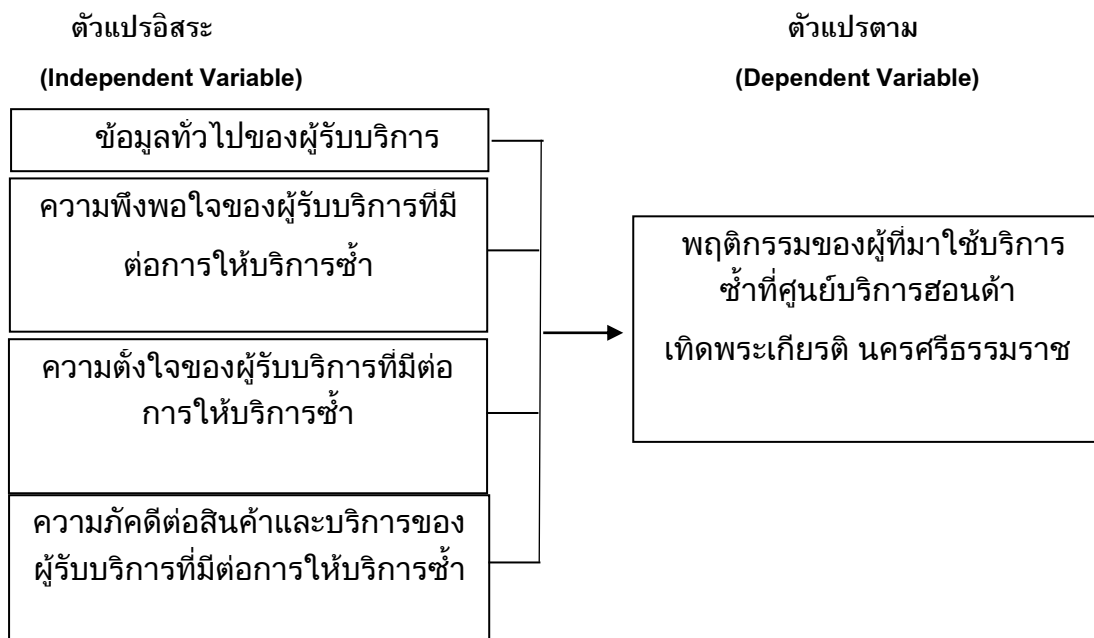 ตัวแปรอิสระ
(Independent Variable)
ข้อมูลทั่วไปของผู้รับบริการ
ความพึงพอใจของผู้รับบริการที่มี
ต่อการให้บริการซ้ำ
ความตั้งใจของผู้รับบริการที่มีต่อ
การให้บริการซ้ำ
ความภักดีต่อสินค้าและบริการของ
ผู้รับบริการที่มีต่อการให้บริการซ้ำ
ตัวแปรตาม
(Dependent Variable)
พฤติกรรมของผู้ที่มาใช้บริการ
ซ้ำที่ศูนย์บริการฮอนด้า
เทิดพระเกียรติ นครศรีธรรมราช